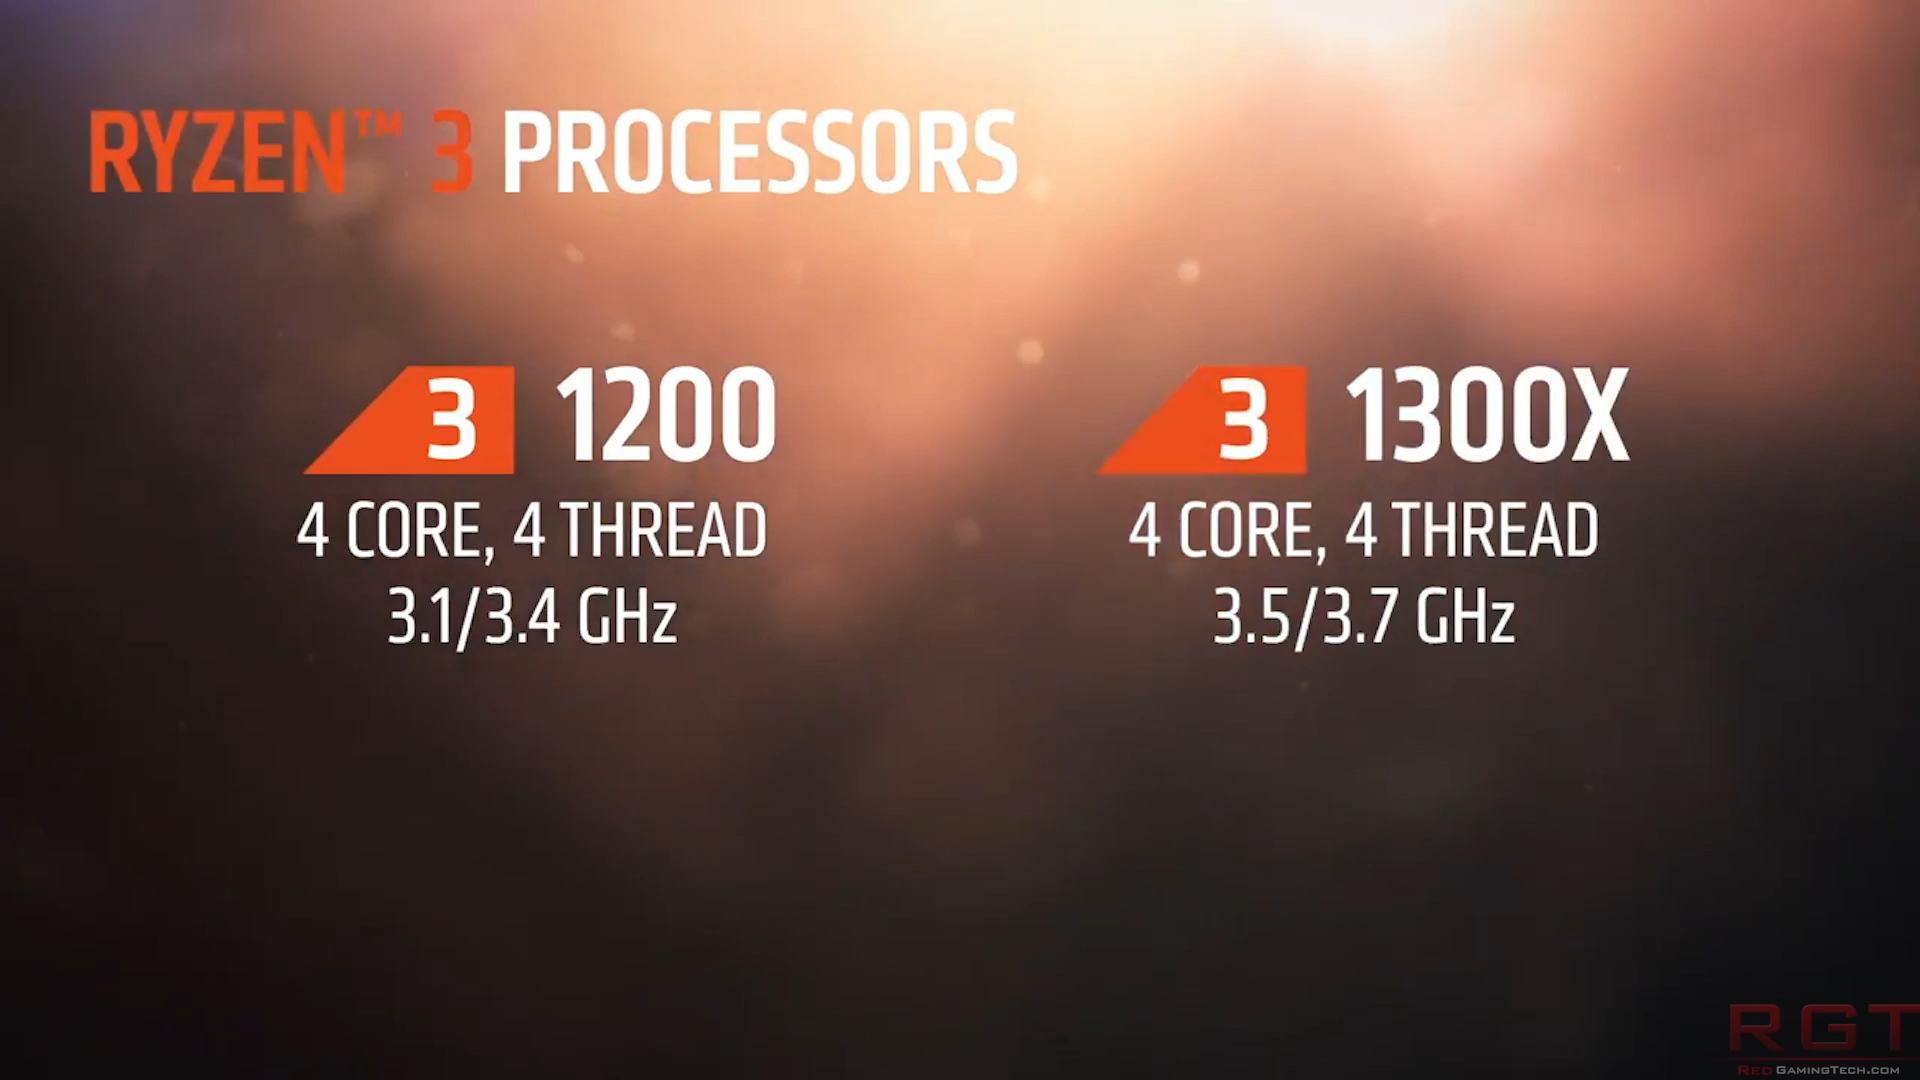 RYZEN™ 3 PROCESSORS
3 1200
4 CORE, 4 THREAD
3.1/3.4 GHz
3 1300X
4 CORE, 4 THREAD
3.5/3.7 GHz
RGT
REDGAMINGTECH.COM